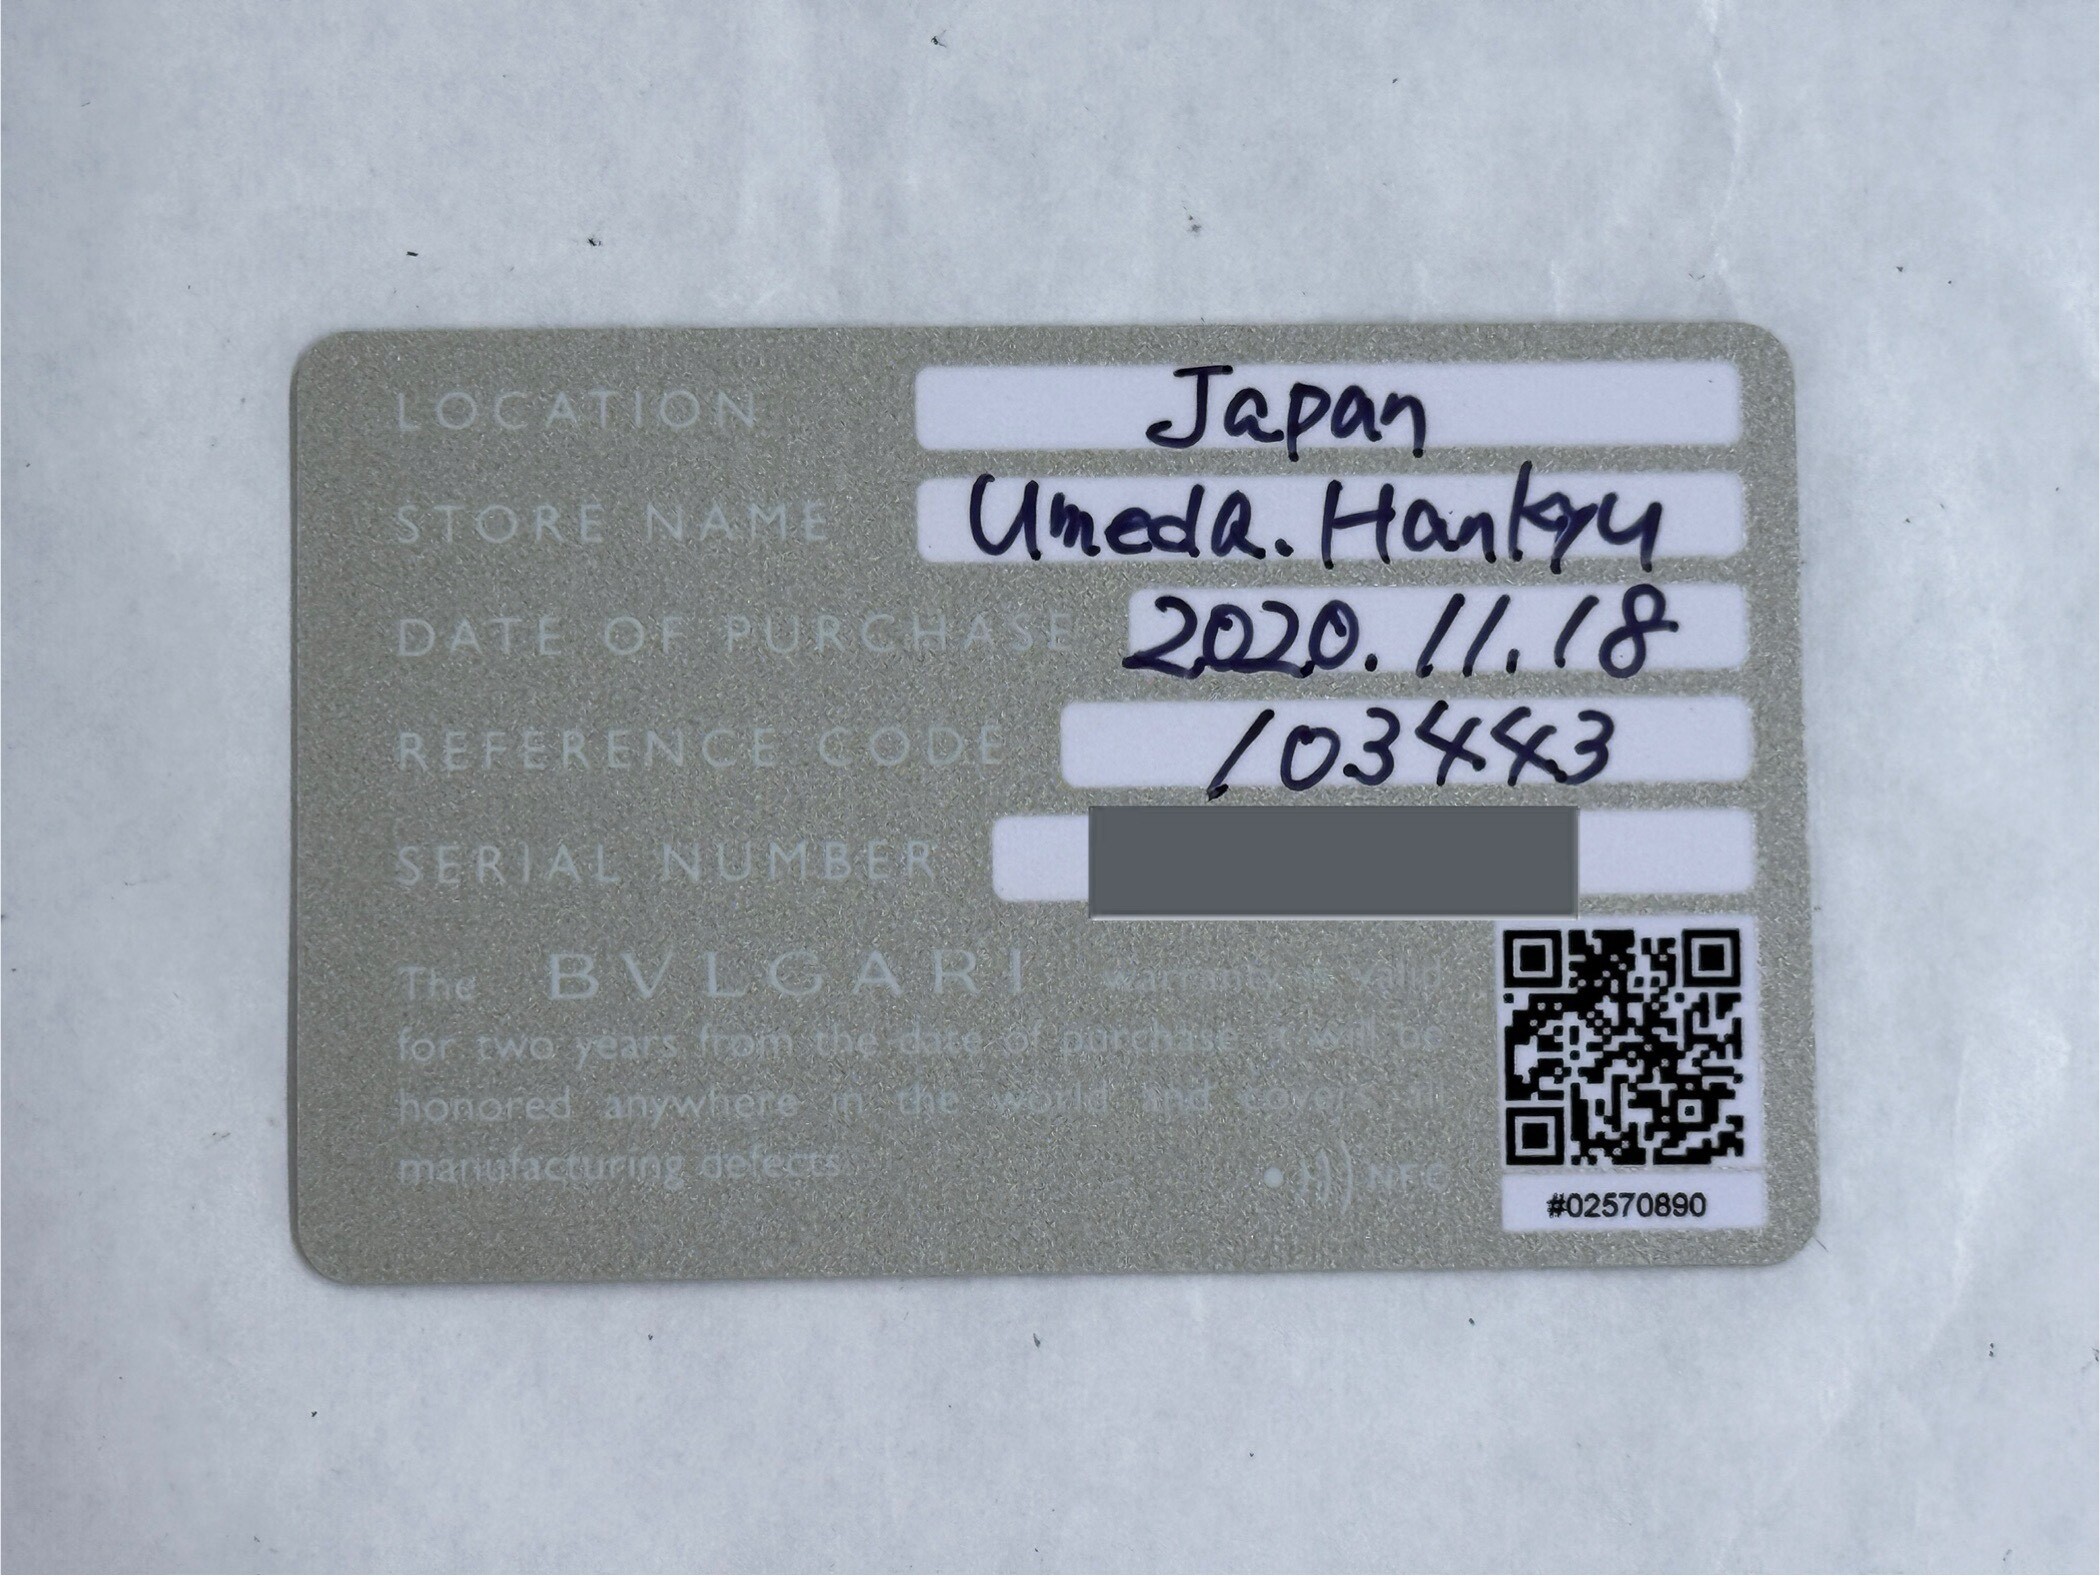 LOCATION Japan
STORE NAME Umeda. Hankyu
DATE OF PURCHASE 2020.11.18
REFERENCE CODE 103443
SERIAL NUMBER
The BVLGARI warranty is valid
for two years from the date of purchase it will be
honored anywhere in the world and covers all
manufacturing defects
NFC
#02570890